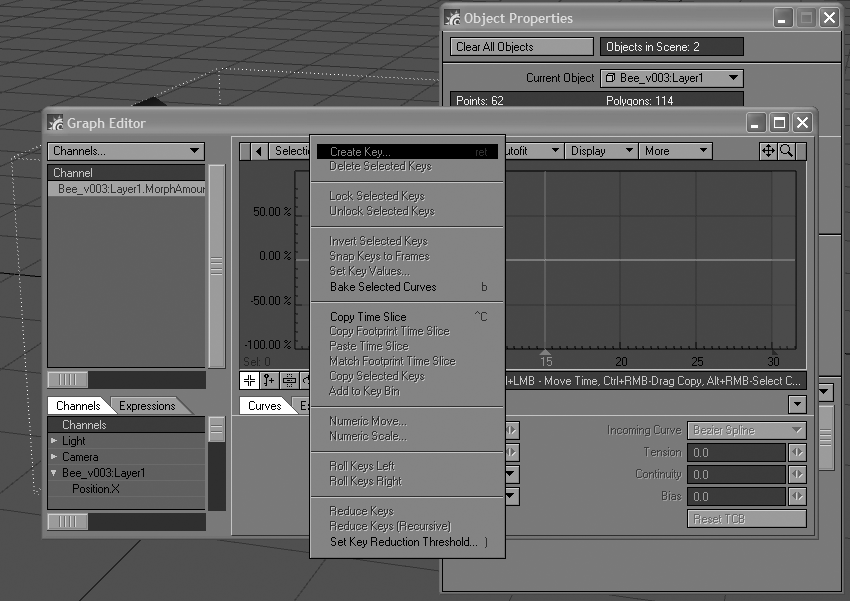 Object Properties
Clear All Objects
Objects in Scene: 2
Current Object
Bee_v003:Layer1
Points: 62
Polygons: 114
Graph Editor
Channels...
Display
More
Channel
Bee_v003:Layer1.MorphAmour
50.00 %
0.00 %
-50.00 %
-100.00 %
Sel: 0
15
20
25
30
Create Key...
ret
Delete Selected Keys
Lock Selected Keys
Unlock Selected Keys
Invert Selected Keys
Snap Keys to Frames
Set Key Values...
Bake Selected Curves
b
Copy Time Slice
^C
Copy Footprint Time Slice
Paste Time Slice
Match Footprint Time Slice
Copy Selected Keys
Add to Key Bin
Numeric Move...
Numeric Scale...
Roll Keys Left
Roll Keys Right
Reduce Keys
Reduce Keys (Recursive)
Set Key Reduction Threshold...
)
LMB - Move Time, Ctrl+RMB-Drag Copy, Alt+RMB-Select C...
Channels
Expressions
Curves
Channels
Light
Camera
Bee_v003:Layer1
Position.X
Incoming Curve
Bezier Spline
Tension
0.0
Continuity
0.0
Bias
0.0
Reset TCB